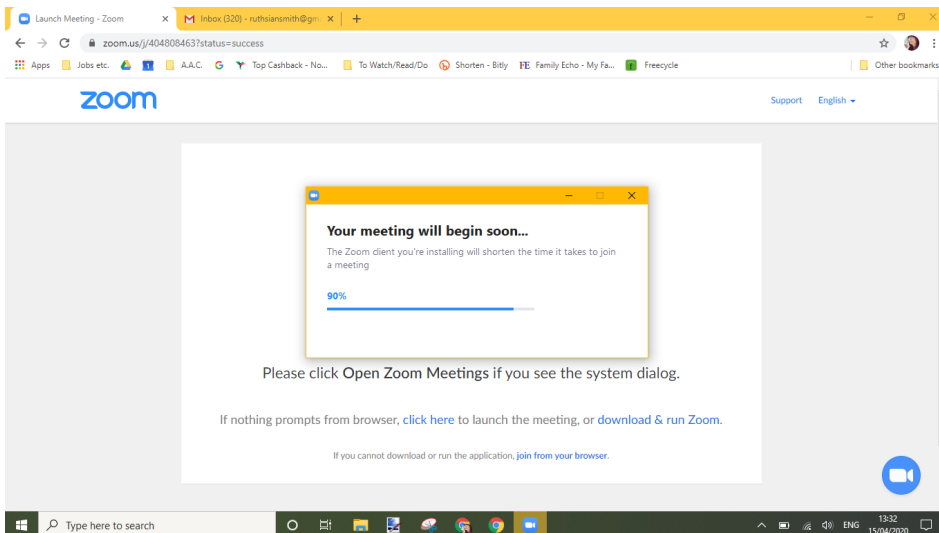 Launch Meeting - Zoom
Inbox (320) - ruthsiansmith@gm
zoom.us/j/404808463?status=success
Apps Jobs etc. A.A.C. Top Cashback - No... To Watch/Read/Do Shorten - Bitly FE Family Echo - My Fa... Freecycle Other bookmarks
zoom
Support English
Your meeting will begin soon...
The Zoom client you're installing will shorten the time it takes to join
a meeting
90%
Please click Open Zoom Meetings if you see the system dialog.
If nothing prompts from browser, click here to launch the meeting, or download & run Zoom.
If you cannot download or run the application, join from your browser.
Type here to search
ENG
13:32
15/04/2020